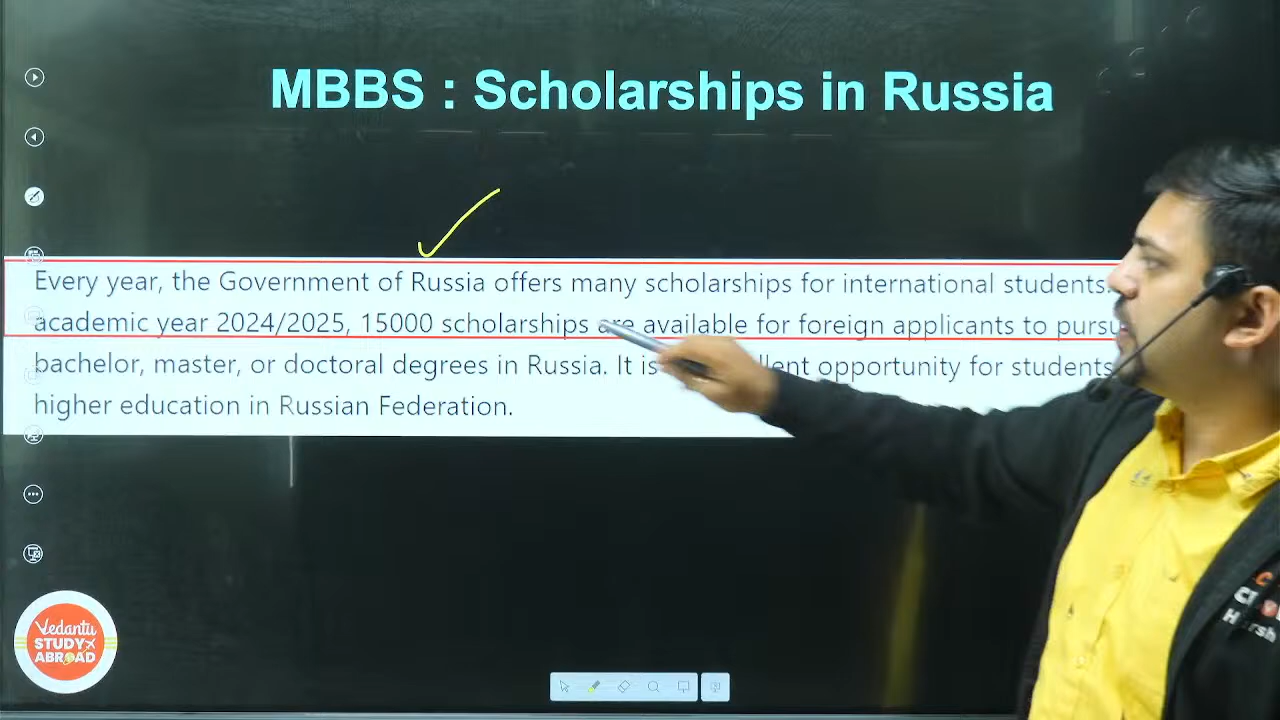 MBBS : Scholarships in Russia
Every year, the Government of Russia offers many scholarships for international students.
academic year 2024/2025, 15000 scholarships are available for foreign applicants to
bachelor, master, or doctoral degrees in Russia. It is opportunity for students
higher education in Russian Federation.
Vedantu
STUDY
ABROAD